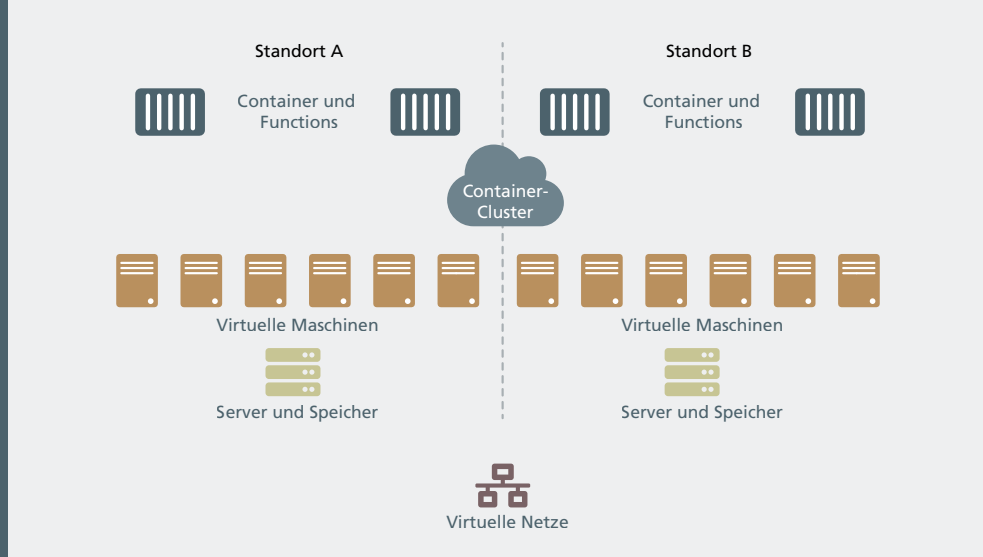 Standort A
Standort B
Container und
Functions
Container und
Functions
Container-
Cluster
Virtuelle Maschinen
Virtuelle Maschinen
Server und Speicher
Server und Speicher
Virtuelle Netze